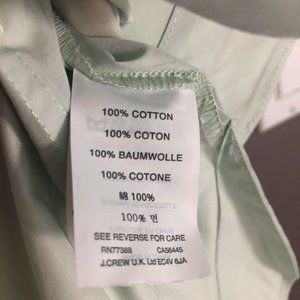 100% COTTON
100% COTON
100% BAUMWOLLE
100% COTONE
綿 100%
100% 면
SEE REVERSE FOR CARE
RN77388 CA56445
J.CREW U.K. Ltd EC4V 6JA